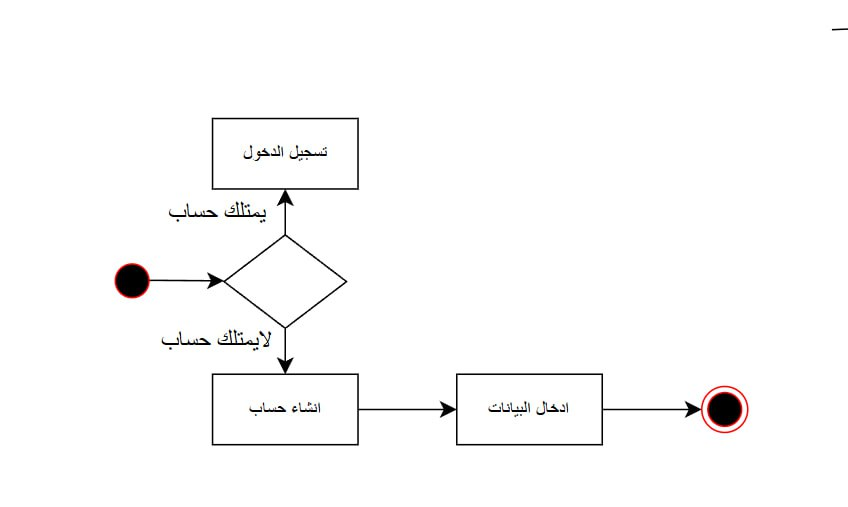 تسجيل الدخول
يمتلك حساب
لايمتلك حساب
انشاء حساب
ادخال البيانات